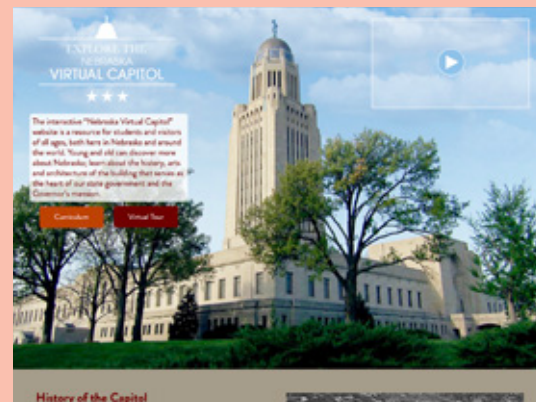 EXPLORE THE
NEBRASKA
VIRTUAL CAPITOL
The interactive "Nebraska Virtual Capitol"
website is a resource for students and visitors
of all ages, both here in Nebraska and around
the world. Young and old can discover more
about Nebraska; learn about the history, arts
and architecture of the building that serves as
the heart of our state government and the
Governor's mansion.
Curriculum Virtual Tour
History of the Capitol